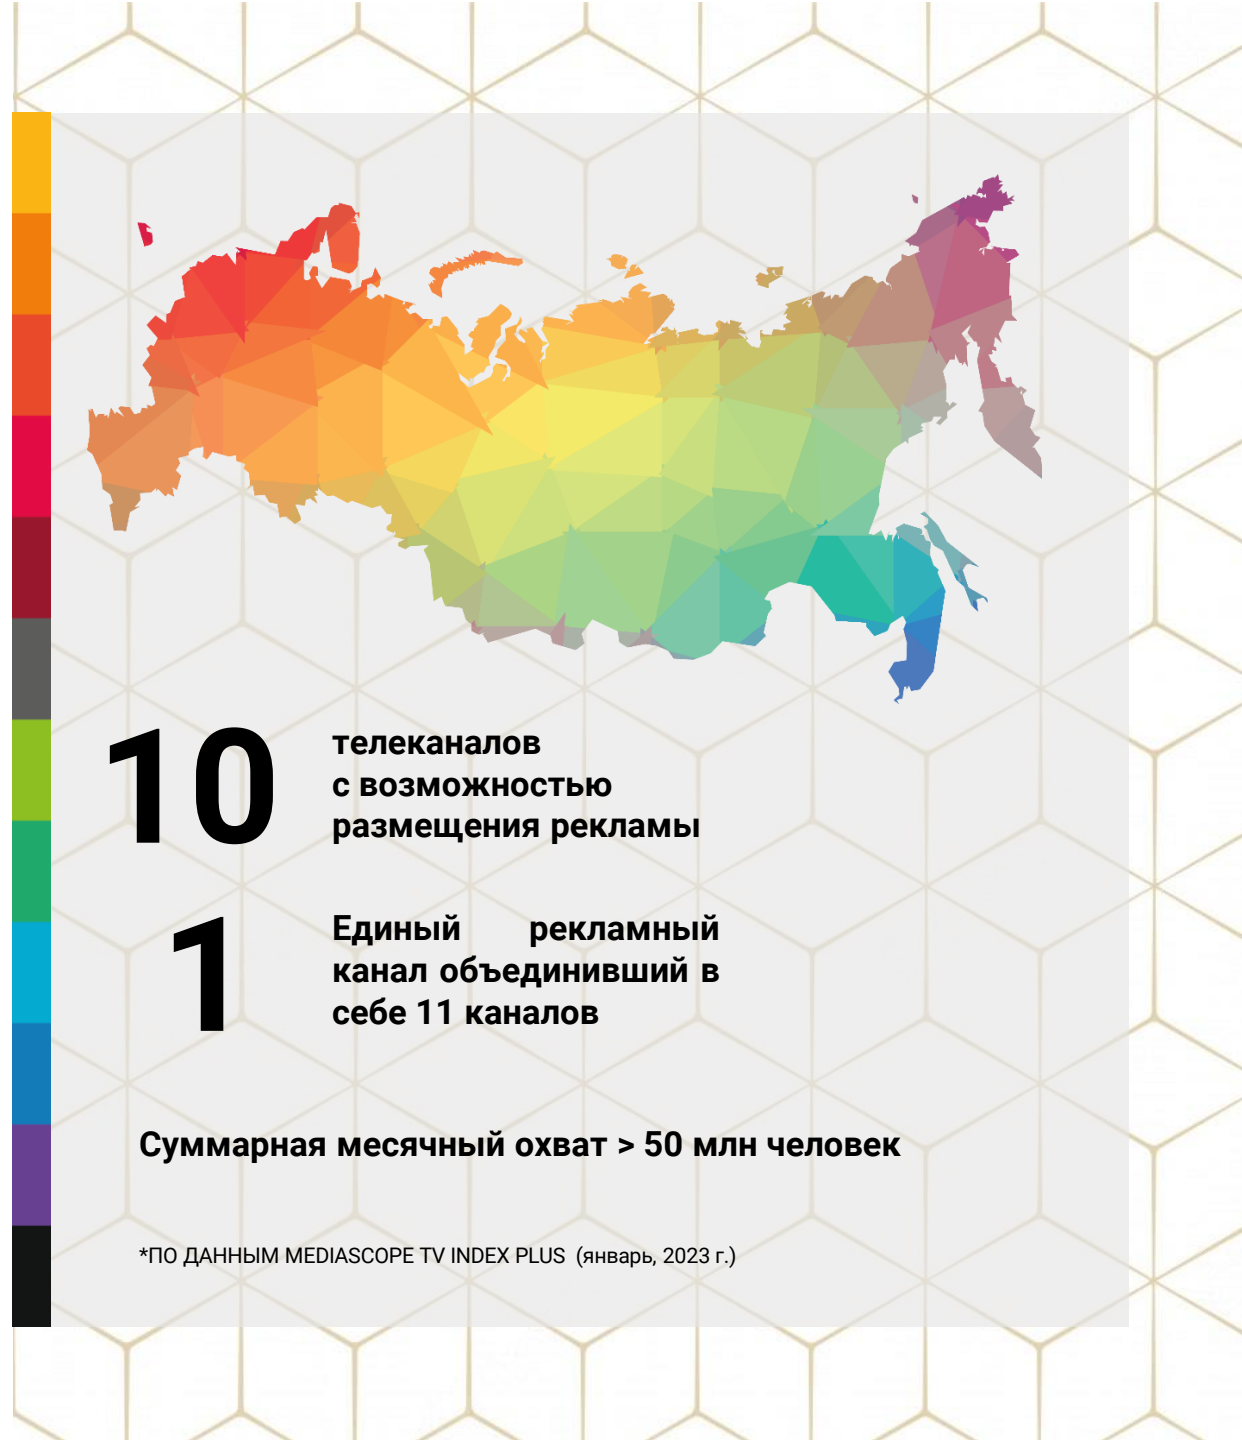 10
телеканалов
с возможностью
размещения рекламы
1
Единый рекламный
канал объединивший в
себе 11 каналов
Суммарная месячный охват > 50 млн человек
*ПО ДАННЫМ MEDIASCOPE TV INDEX PLUS (январь, 2023 г.)